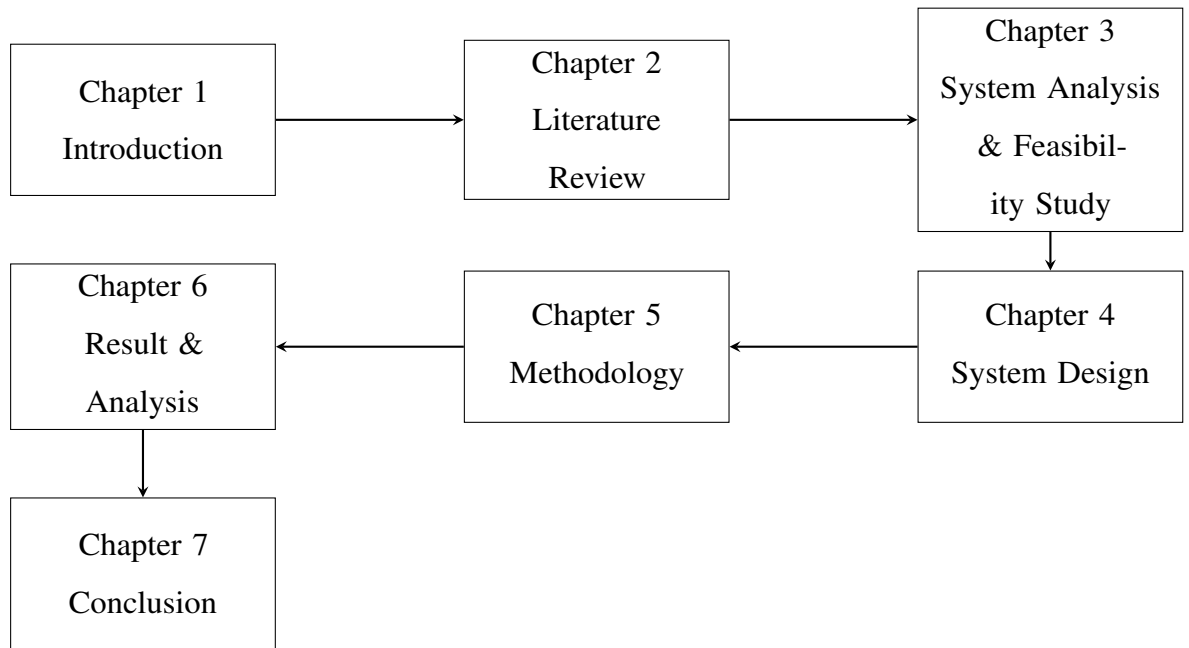 Chapter 1
Introduction
Chapter 2
Literature
Review
Chapter 3
System Analysis
& Feasibil-
ity Study
Chapter 4
System Design
Chapter 5
Methodology
Chapter 6
Result &
Analysis
Chapter 7
Conclusion